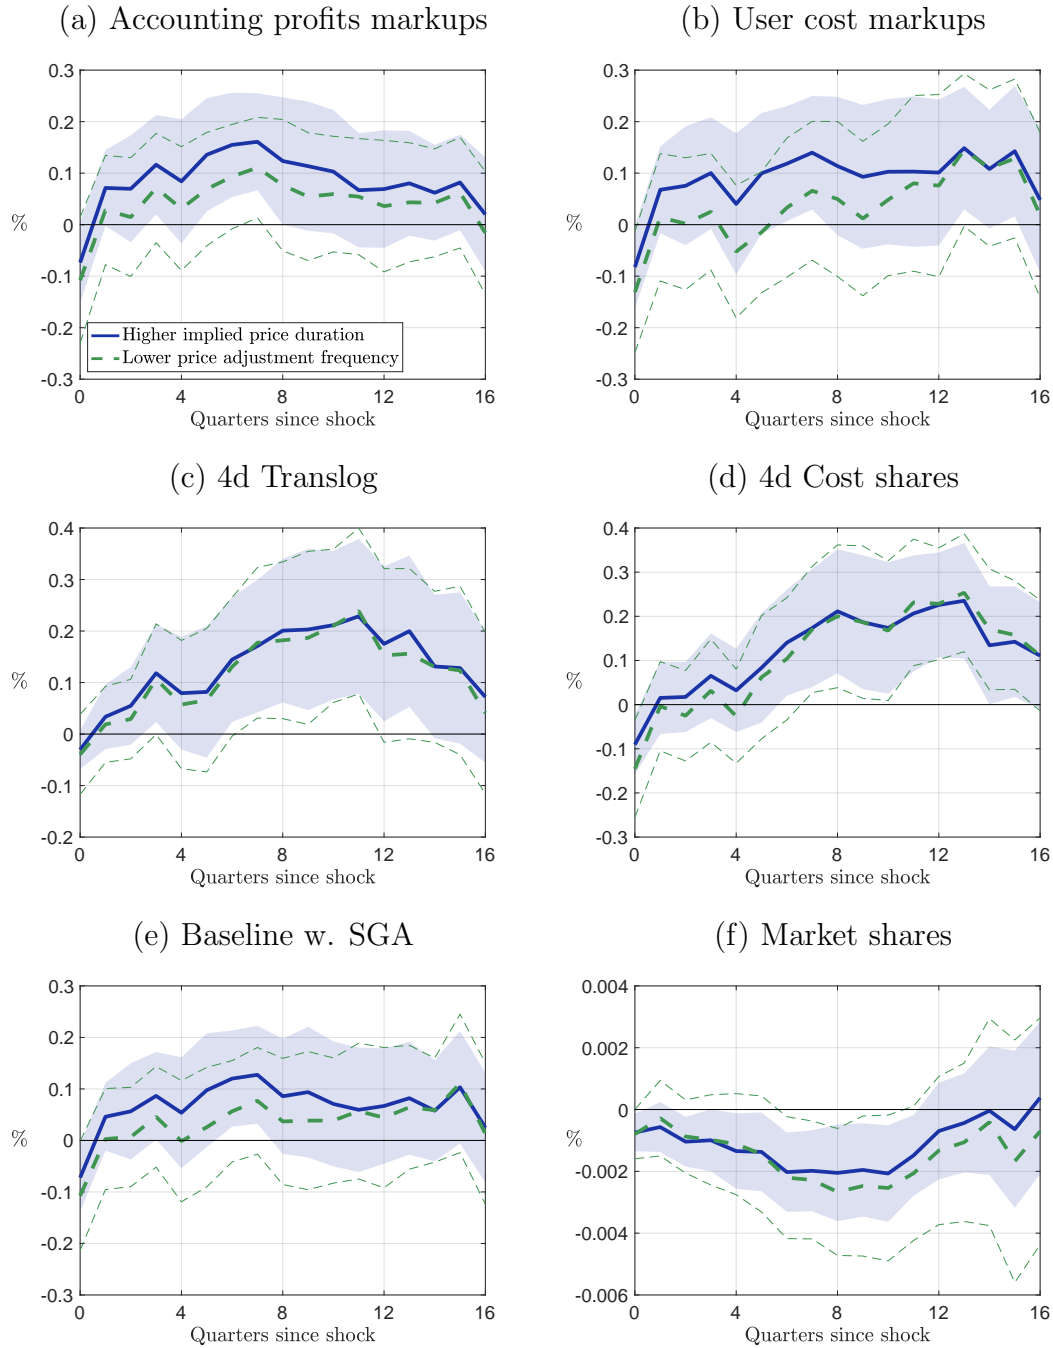 (a) Accounting profits markups
(b) User cost markups
0.3
0.2
0.1
0
-0.1
-0.2
-0.3
%
0 4 8 12 16
Quarters since shock
Higher implied price duration
Lower price adjustment frequency
0.3
0.2
0.1
0
-0.1
-0.2
-0.3
%
0 4 8 12 16
Quarters since shock
(c) 4d Translog
(d) 4d Cost shares
0.4
0.3
0.2
0.1
0
-0.1
-0.2
%
0 4 8 12 16
Quarters since shock
0.4
0.3
0.2
0.1
0
-0.1
-0.2
-0.3
%
0 4 8 12 16
Quarters since shock
(e) Baseline w. SGA
(f) Market shares
0.3
0.2
0.1
0
-0.1
-0.2
-0.3
%
0 4 8 12 16
Quarters since shock
0.004
0.002
0
-0.002
-0.004
-0.006
%
0 4 8 12 16
Quarters since shock